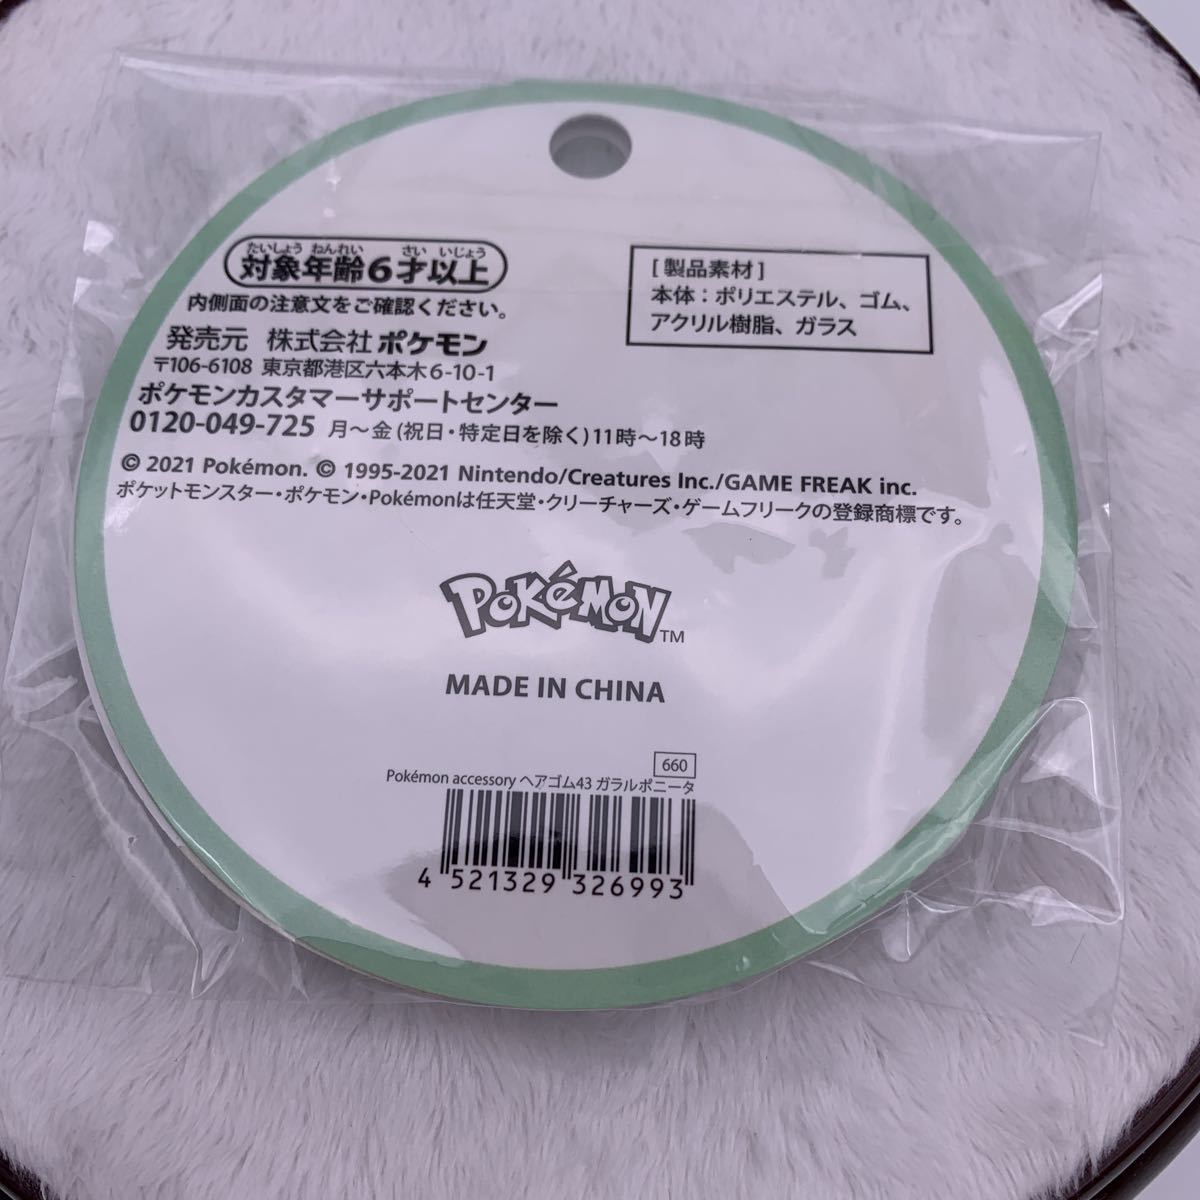 たいしょう ねんれい さい いじょう
対象年齢6才以上
内側面の注意文をご確認ください。
発売元 株式会社 ポケモン
〒106-6108 東京都港区六本木6-10-1
ポケモンカスタマーサポートセンター
0120-049-725 月〜金(祝日・特定日を除く)11時〜18時
[製品素材]
本体：ポリエステル、ゴム、
アクリル樹脂、ガラス
© 2021 Pokémon. © 1995-2021 Nintendo/Creatures Inc./GAME FREAK inc.
ポケットモンスター・ポケモン・Pokémonは任天堂・クリーチャーズ・ゲームフリークの登録商標です。
POKéMON™
MADE IN CHINA
660
Pokémon accessory ヘアゴム43 ガラルポニータ
4 521329 326993